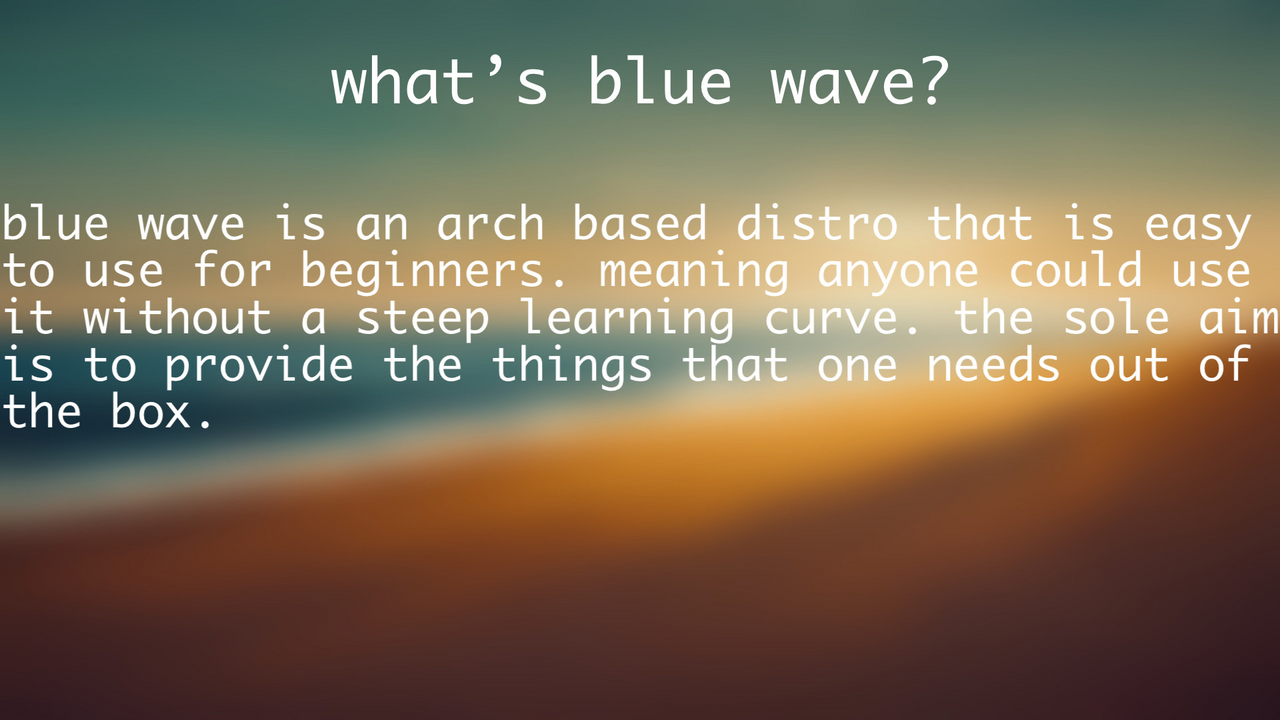 what’s blue wave?
blue wave is an arch based distro that is easy
to use for beginners. meaning anyone could use
it without a steep learning curve. the sole aim
is to provide the things that one needs out of
the box.